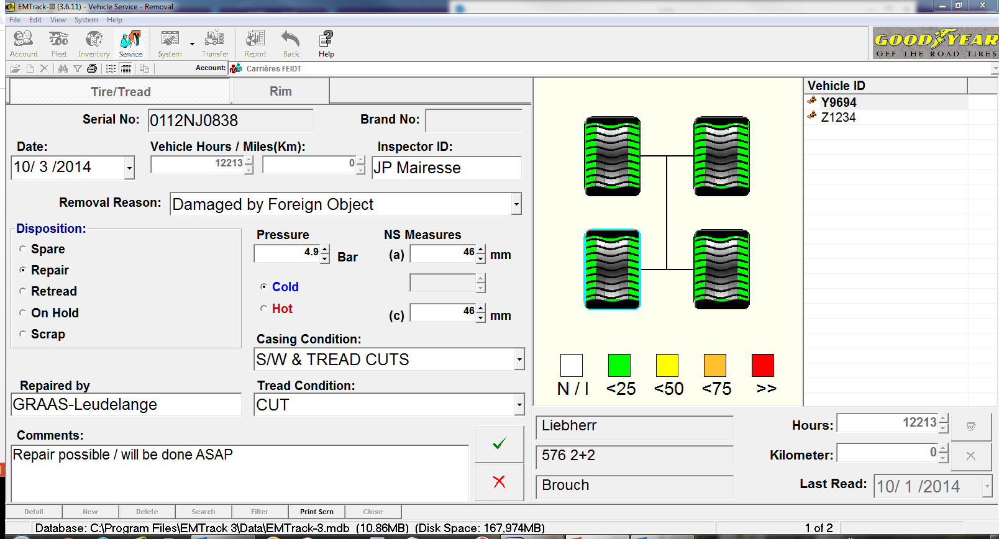 EMTrack-III (3.6.11) - Vehicle Service - Removal
File Edit View System Help
Account Fleet Inventory Service System Transfer Report Back Help
GOODYEAR
OFF THE ROAD TIRES
Account: Carrières FEIDT
Tire/Tread Rim
Serial No: 0112NJ0838 Brand No:
Date: Vehicle Hours / Miles(Km): Inspector ID:
10/ 3 /2014 12213 0 JP Mairesse
Removal Reason: Damaged by Foreign Object
Disposition:
Spare
Repair
Retread
On Hold
Scrap
Pressure NS Measures
4.9 Bar (a) 46 mm
Cold
Hot
(c) 46 mm
Casing Condition:
S/W & TREAD CUTS
Repaired by Tread Condition:
GRAAS-Leudelange CUT
Comments:
Repair possible / will be done ASAP
N / I <25 <50 <75 >>
Vehicle ID
Y9694
Z1234
Liebherr
576 2+2
Brouch
Hours: 12213
Kilometer: 0
Last Read: 10/ 1 /2014
Detail New Delete Search Filter Print Scrn Close
Database: C:\Program Files\EMTrack 3\Data\EMTrack-3.mdb (10.86MB) (Disk Space: 167,974MB) 1 of 2